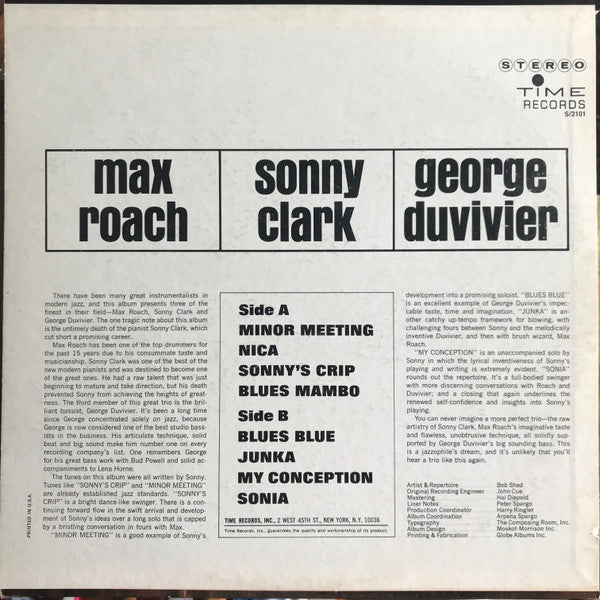 STEREO
TIME
RECORDS
S/2101
max
roach
sonny
clark
george
duvivier
There have been many great instrumentalists in
modern jazz, and this album presents three of the
finest in their field—Max Roach, Sonny Clark and
George Duvivier. The one tragic note about this album
is the untimely death of the pianist Sonny Clark, which
cut short a promising career.
Max Roach has been one of the top drummers for
the past 15 years due to his consummate taste and
musicianship. Sonny Clark was one of the best of the
new modern pianists and was destined to become one
of the great ones. He had a raw talent that was just
beginning to mature and take direction, but his death
prevented Sonny from achieving the heights of great-
ness. The third member of this great trio is the bril-
liant bassist, George Duvivier. It's been a long time
since George concentrated solely on jazz, because
George is now considered one of the best studio bass-
ists in the business. His articulate technique, solid
beat and big sound make him number one on every
recording company's list. One remembers George
for his great bass work with Bud Powell and solid ac-
companiments to Lena Horne.
The tunes on this album were all written by Sonny.
Tunes like "SONNY'S CRIP" and "MINOR MEETING"
are already established jazz standards. "SONNY'S
CRIP" is a bright dance-like swinger. There is a con-
tinuing forward flow in the swift arrival and develop-
ment of Sonny's ideas over a long solo that is capped
by a bristling conversation in fours with Max.
"MINOR MEETING" is a good example of Sonny's
PRINTED IN U.S.A.
Side A
MINOR MEETING
NICA
SONNY'S CRIP
BLUES MAMBO
Side B
BLUES BLUE
JUNKA
MY CONCEPTION
SONIA
TIME RECORDS, INC., 2 WEST 45TH ST., NEW YORK, N.Y. 10036
Time Records, Inc., guarantees the quality and workmanship of its product.
development into a promising soloist. "BLUES BLUE"
is an excellent example of George Duvivier's impec-
cable taste, time and imagination. "JUNKA" is an-
other catchy up-tempo framework for blowing, with
challenging fours between Sonny and the melodically
inventive Duvivier, and then with brush wizard, Max
Roach.
"MY CONCEPTION" is an unaccompanied solo by
Sonny in which the lyrical inventiveness of Sonny's
playing and writing is extremely evident. "SONIA"
rounds out the repertoire. It's a full-bodied swinger
with more discerning conversations with Roach and
Duvivier; and a closing that again underlines the
renewed self-confidence and insights into Sonny's
playing.
You can never imagine a more perfect trio—the raw
artistry of Sonny Clark, Max Roach's imaginative taste
and flawless, unobtrusive technique, all solidly sup-
ported by George Duvivier's big sounding bass. This
is a jazzophile's dream, and it's unlikely that you'll
hear a trio like this again.
Artist & Repertoire Bob Shad
Original Recording Engineer John Cue
Mastering Hal Diepold
Liner Notes Peter Spargo
Production Coordinator Harry Ringler
Album Coordination Arpena Spargo
Typography The Composing Room, Inc.
Album Design Moskof-Morrison Inc.
Printing & Fabrication Globe Albums Inc.